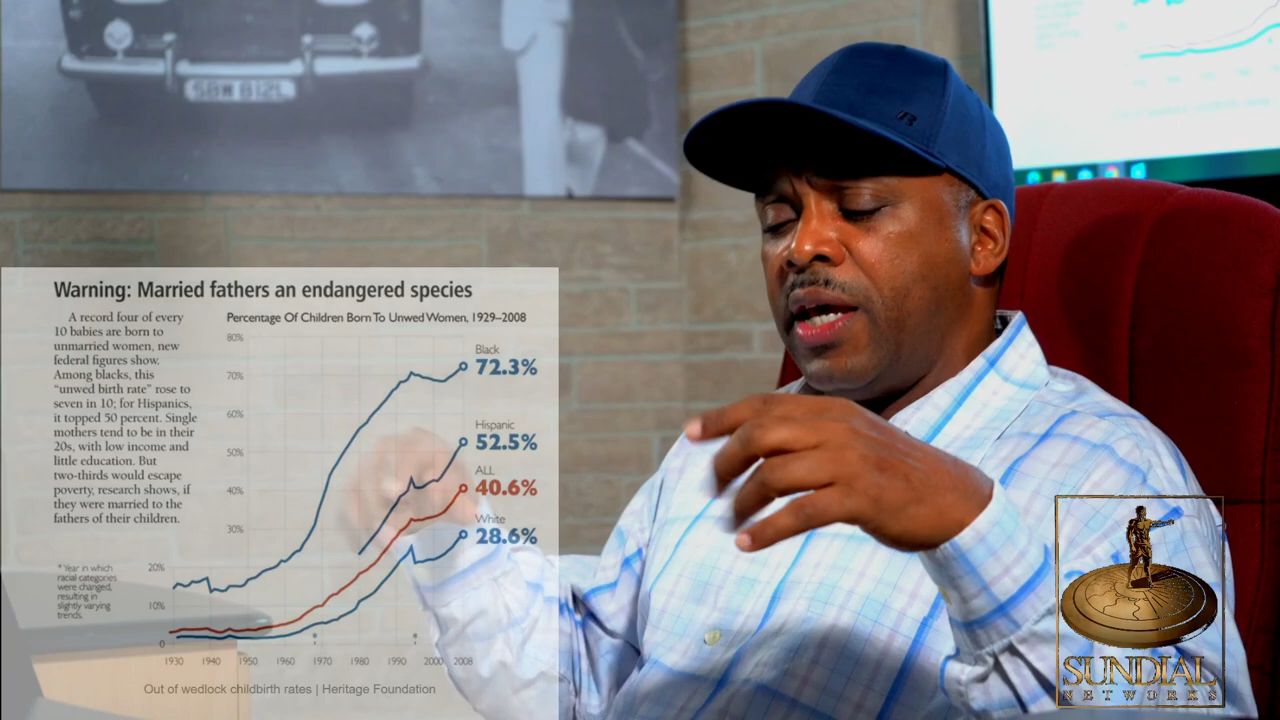 SBW 812L
Warning: Married fathers an endangered species
A record four of every
10 babies are born to
unmarried women, new
federal figures show.
Among blacks, this
“unwed birth rate” rose to
seven in 10; for Hispanics,
it topped 50 percent. Single
mothers tend to be in their
20s, with low income and
little education. But
two-thirds would escape
poverty, research shows, if
they were married to the
fathers of their children.
* Year in which
racial categories
were changed,
resulting in
slightly varying
trends.
Percentage Of Children Born To Unwed Women, 1929–2008
80%
70%
60%
50%
40%
30%
20%
10%
0
Black
72.3%
Hispanic
52.5%
ALL
40.6%
White
28.6%
* *
1930 1940 1950 1960 1970 1980 1990 2000 2008
Out of wedlock childbirth rates | Heritage Foundation
SUNDIAL
NETWORKS